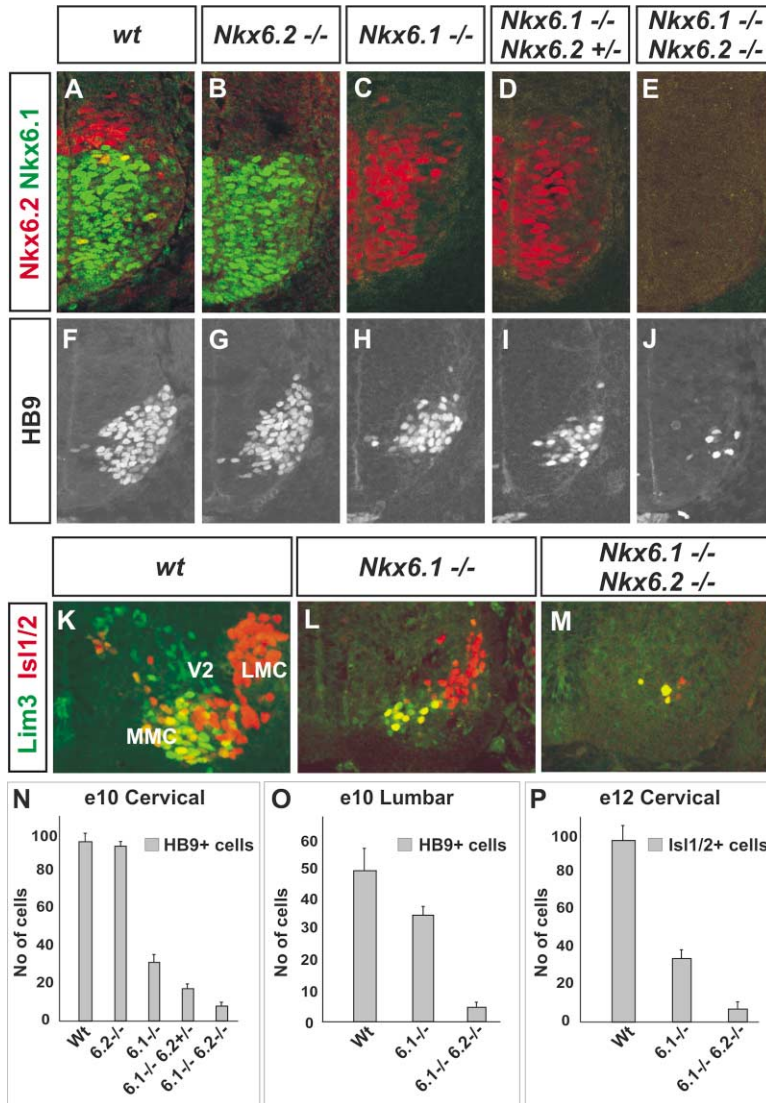 wt
Nkx6.2 -/-
Nkx6.1 -/-
Nkx6.1 -/-
Nkx6.2 +/-
Nkx6.1 -/-
Nkx6.2 -/-
Nkx6.2 Nkx6.1
A
B
C
D
E
HB9
F
G
H
I
J
wt
Nkx6.1 -/-
Nkx6.1 -/-
Nkx6.2 -/-
Lim3 Isl1/2
K
V2
LMC
MMC
L
M
N
e10 Cervical
No of cells
100
80
60
40
20
0
HB9+ cells
Wt
6.2-/-
6.1-/-
6.1-/- 6.2+/-
6.1-/- 6.2-/-
O
e10 Lumbar
No of cells
60
50
40
30
20
10
0
HB9+ cells
Wt
6.1-/-
6.1-/- 6.2-/-
P
e12 Cervical
No of cells
100
80
60
40
20
0
Isl1/2+ cells
Wt
6.1-/-
6.1-/- 6.2-/-